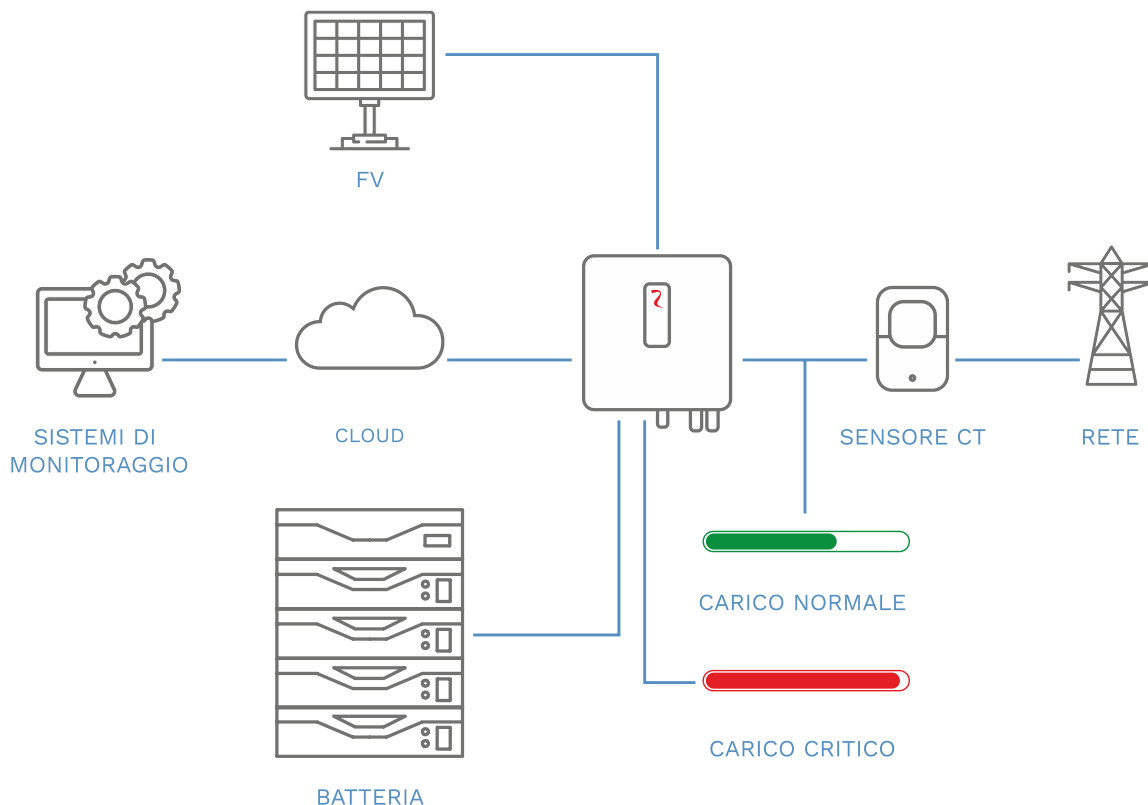 FV
SISTEMI DI
MONITORAGGIO
CLOUD
SENSORE CT
RETE
CARICO NORMALE
CARICO CRITICO
BATTERIA